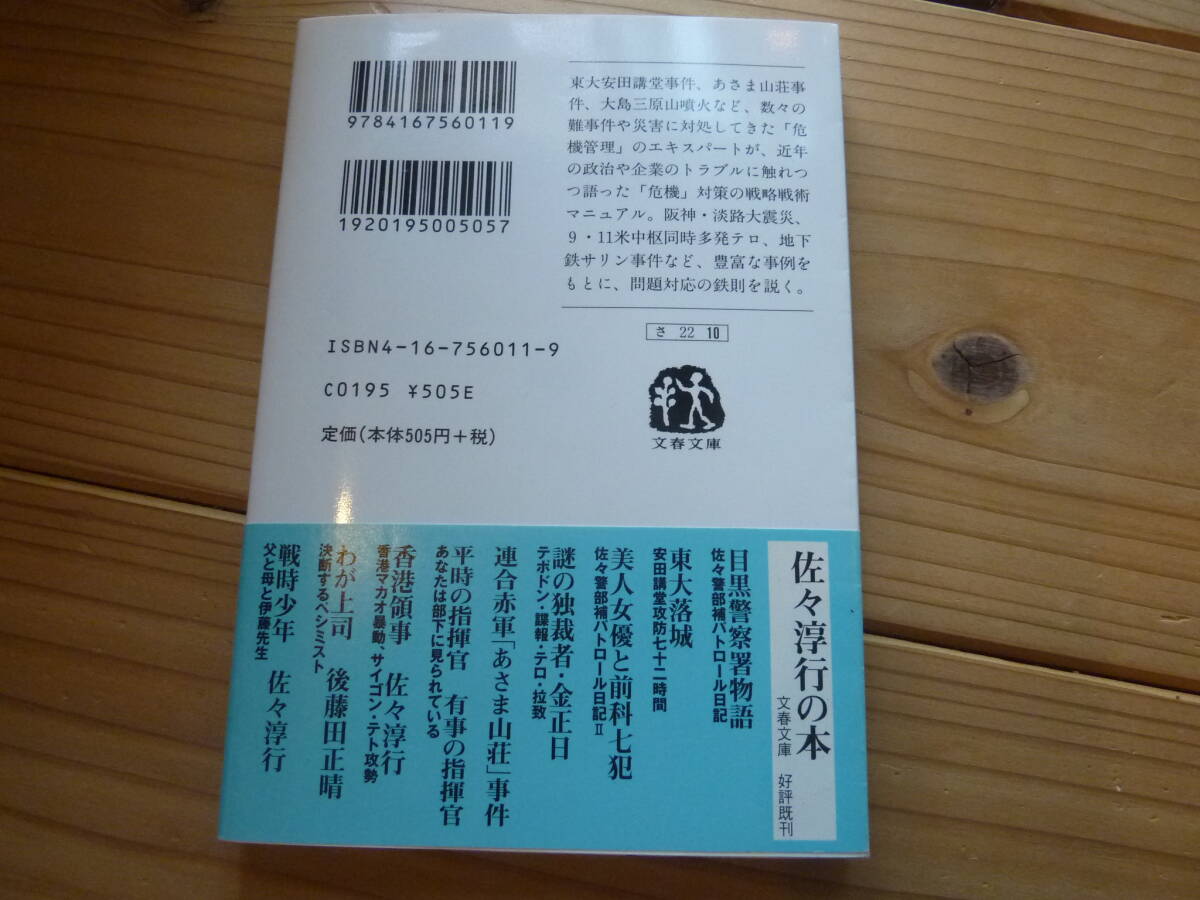 9784167560119
1920195005057
東大安田講堂事件、あさま山荘事
件、大島三原山噴火など、数々の
難事件や災害に対処してきた「危
機管理」のエキスパートが、近年
の政治や企業のトラブルに触れつ
つ語った「危機」対策の戦略戦術
マニュアル。阪神・淡路大震災、
9・11米中枢同時多発テロ、地下
鉄サリン事件など、豊富な事例を
もとに、問題対応の鉄則を説く。
さ 22 10
文春文庫
ISBN4-16-756011-9
C0195 ¥505E
定価(本体505円+税)
佐々淳行の本
文春文庫 好評既刊
目黒警察署物語
佐々警部補パトロール日記
東大落城
安田講堂攻防七十二時間
美人女優と前科七犯
佐々警部補パトロール日記Ⅱ
謎の独裁者・金正日
テポドン・諜報・テロ・拉致
連合赤軍「あさま山荘」事件
平時の指揮官 有事の指揮官
あなたは部下に見られている
香港領事 佐々淳行
香港マカオ暴動、サイゴン・テト攻勢
わが上司 後藤田正晴
決断するペシミスト
戦時少年 佐々淳行
父と母と伊藤先生